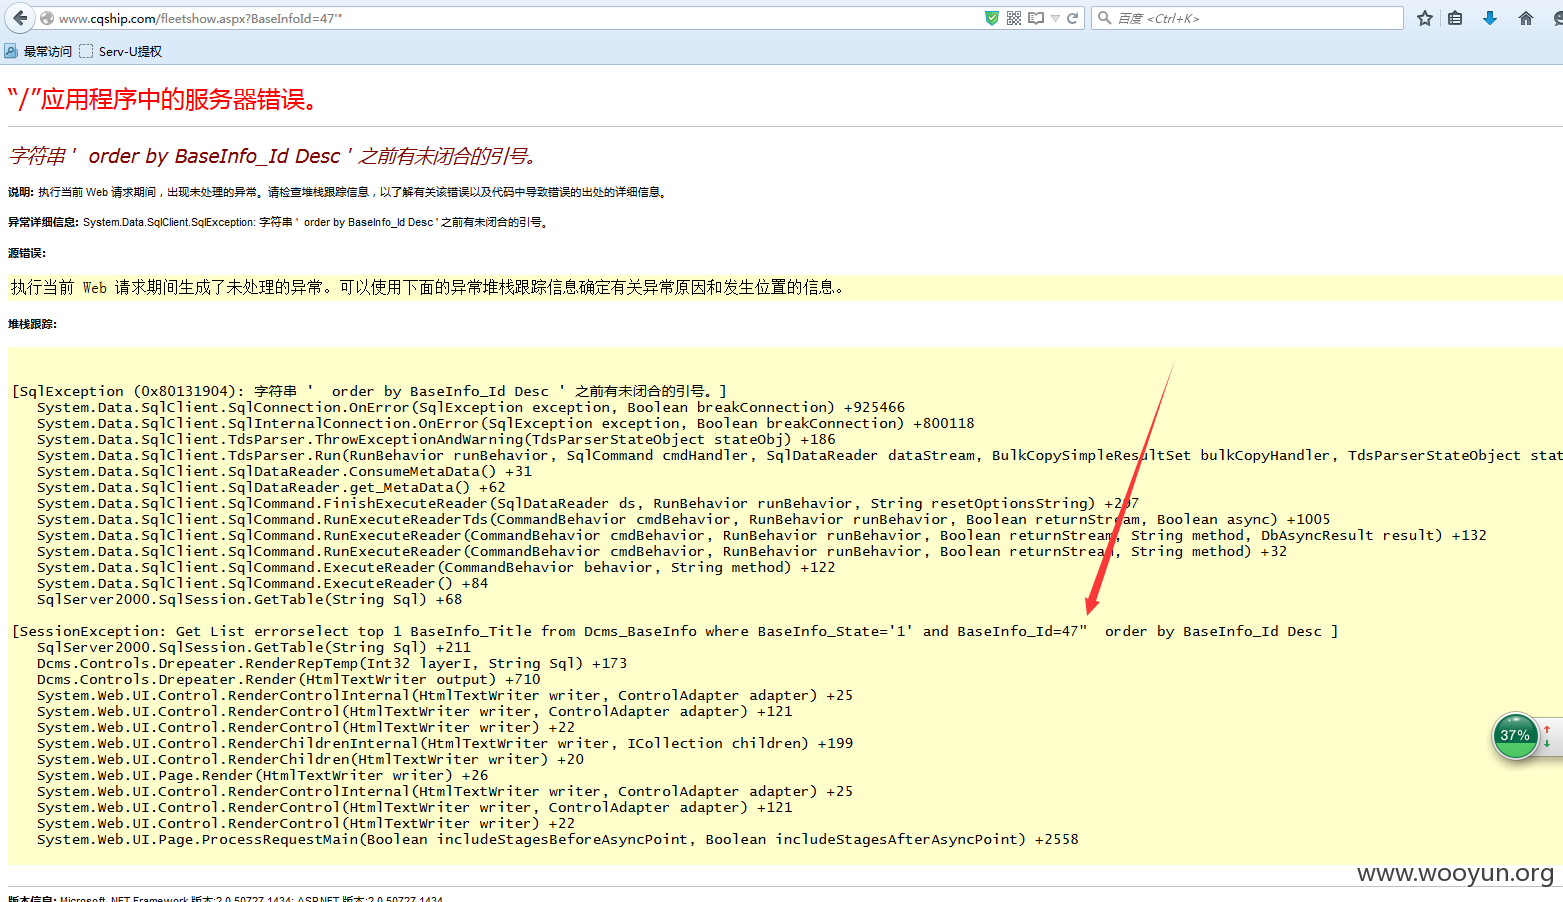 www.cqship.com/fleetshow.aspx?BaseInfoId=47'"
百度 <Ctrl+K>
最常访问 Serv-U提权
“/”应用程序中的服务器错误。
字符串 '  order by BaseInfo_Id Desc ' 之前有未闭合的引号。
说明: 执行当前 Web 请求期间，出现未处理的异常。请检查堆栈跟踪信息，以了解有关该错误以及代码中导致错误的出处的详细信息。
异常详细信息: System.Data.SqlClient.SqlException: 字符串 '  order by BaseInfo_Id Desc ' 之前有未闭合的引号。
源错误:
执行当前 Web 请求期间生成了未处理的异常。可以使用下面的异常堆栈跟踪信息确定有关异常原因和发生位置的信息。
堆栈跟踪:
[SqlException (0x80131904): 字符串 '  order by BaseInfo_Id Desc ' 之前有未闭合的引号。]
System.Data.SqlClient.SqlConnection.OnError(SqlException exception, Boolean breakConnection) +925466
System.Data.SqlClient.SqlInternalConnection.OnError(SqlException exception, Boolean breakConnection) +800118
System.Data.SqlClient.TdsParser.ThrowExceptionAndWarning(TdsParserStateObject stateObj) +186
System.Data.SqlClient.TdsParser.Run(RunBehavior runBehavior, SqlCommand cmdHandler, SqlDataReader dataStream, BulkCopySimpleResultSet bulkCopyHandler, TdsParserStateObject stat
System.Data.SqlClient.SqlDataReader.ConsumeMetaData() +31
System.Data.SqlClient.SqlDataReader.get_MetaData() +62
System.Data.SqlClient.SqlCommand.FinishExecuteReader(SqlDataReader ds, RunBehavior runBehavior, String resetOptionsString) +297
System.Data.SqlClient.SqlCommand.RunExecuteReaderTds(CommandBehavior cmdBehavior, RunBehavior runBehavior, Boolean returnStream, Boolean async) +1005
System.Data.SqlClient.SqlCommand.RunExecuteReader(CommandBehavior cmdBehavior, RunBehavior runBehavior, Boolean returnStream, String method, DbAsyncResult result) +132
System.Data.SqlClient.SqlCommand.RunExecuteReader(CommandBehavior cmdBehavior, RunBehavior runBehavior, Boolean returnStream, String method) +32
System.Data.SqlClient.SqlCommand.ExecuteReader(CommandBehavior behavior, String method) +122
System.Data.SqlClient.SqlCommand.ExecuteReader() +84
SqlServer2000.SqlSession.GetTable(String Sql) +68
[SessionException: Get List errorselect top 1 BaseInfo_Title from Dcms_BaseInfo where BaseInfo_State='1' and BaseInfo_Id=47"  order by BaseInfo_Id Desc ]
SqlServer2000.SqlSession.GetTable(String Sql) +211
Dcms.Controls.Drepeater.RenderRepTemp(Int32 layerI, String Sql) +173
Dcms.Controls.Drepeater.Render(HtmlTextWriter output) +710
System.Web.UI.Control.RenderControlInternal(HtmlTextWriter writer, ControlAdapter adapter) +25
System.Web.UI.Control.RenderControl(HtmlTextWriter writer, ControlAdapter adapter) +121
System.Web.UI.Control.RenderControl(HtmlTextWriter writer) +22
System.Web.UI.Control.RenderChildrenInternal(HtmlTextWriter writer, ICollection children) +199
System.Web.UI.Control.RenderChildren(HtmlTextWriter writer) +20
System.Web.UI.Page.Render(HtmlTextWriter writer) +26
System.Web.UI.Control.RenderControlInternal(HtmlTextWriter writer, ControlAdapter adapter) +25
System.Web.UI.Control.RenderControl(HtmlTextWriter writer, ControlAdapter adapter) +121
System.Web.UI.Control.RenderControl(HtmlTextWriter writer) +22
System.Web.UI.Page.ProcessRequestMain(Boolean includeStagesBeforeAsyncPoint, Boolean includeStagesAfterAsyncPoint) +2558
37%
www.wooyun.org
版本信息: Microsoft .NET Framework 版本:2.0.50727.1434; ASP.NET 版本:2.0.50727.1434